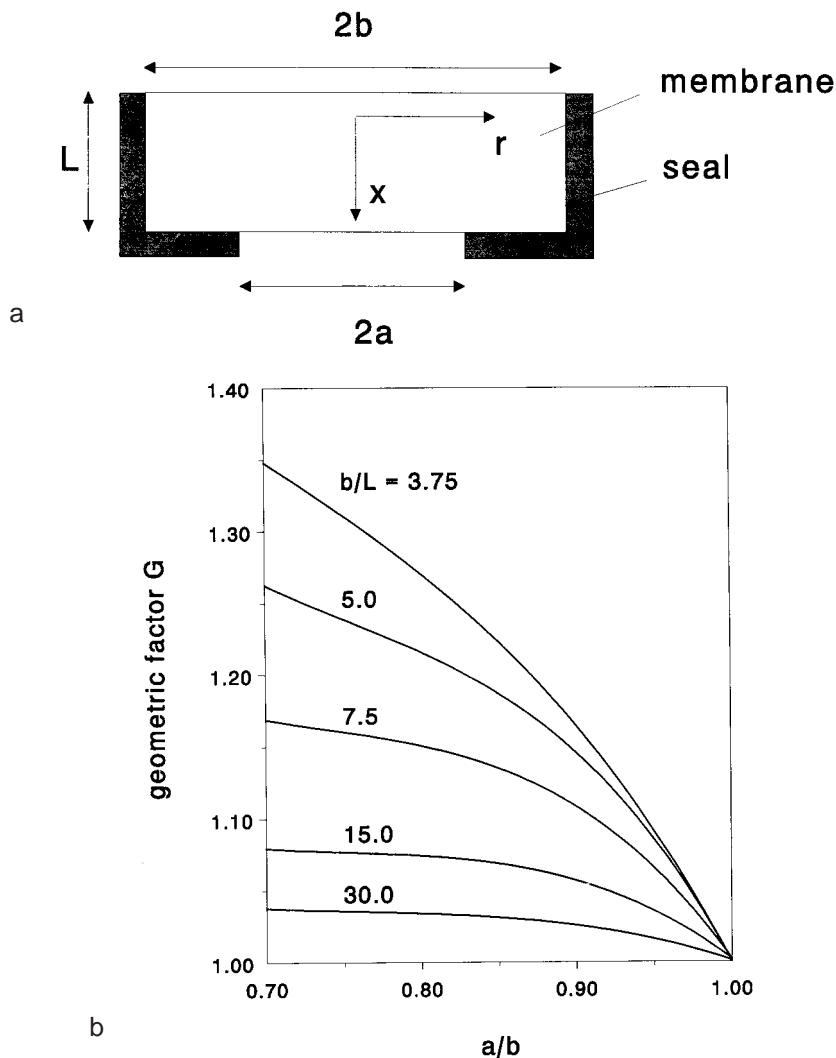 2b
membrane
L
r
seal
x
a
2a
1.40
b/L = 3.75
1.30
5.0
1.20
7.5
1.10
15.0
30.0
1.00
geometric factor G
0.70
0.80
0.90
1.00
b
a/b